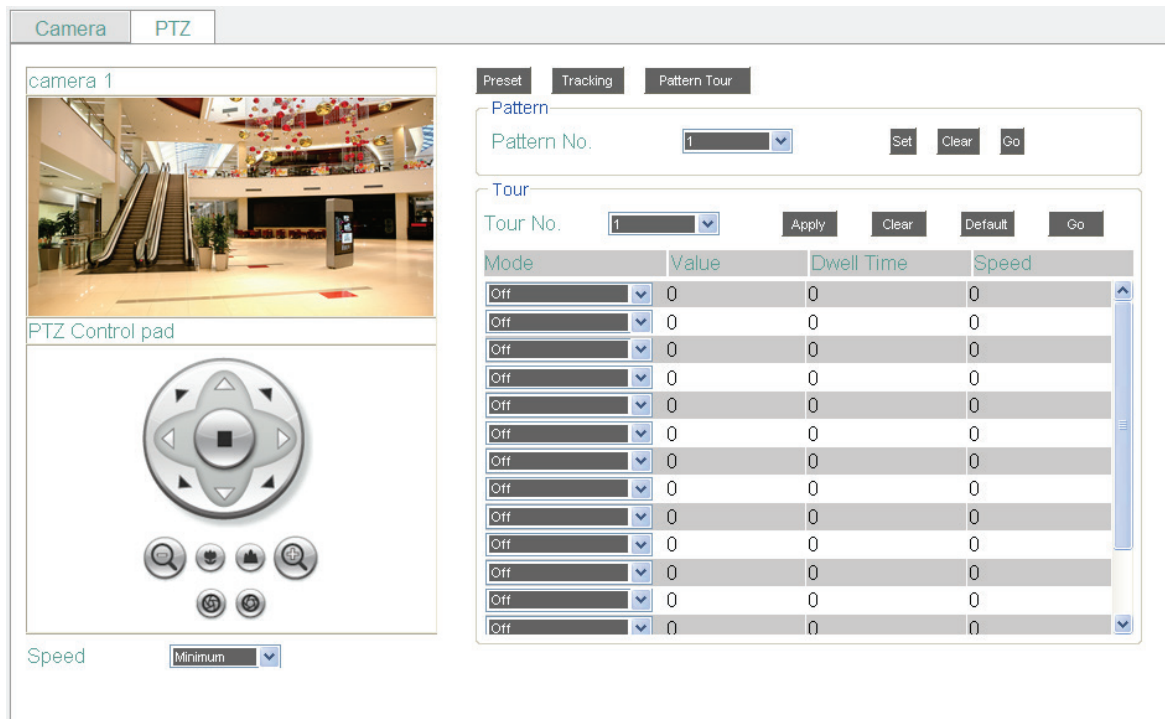 Camera PTZ
camera 1
PTZ Control pad
Speed Minimum
Preset Tracking Pattern Tour
Pattern
Pattern No. 1 Set Clear Go
Tour
Tour No. 1 Apply Clear Default Go
Mode Value Dwell Time Speed
Off 0 0 0
Off 0 0 0
Off 0 0 0
Off 0 0 0
Off 0 0 0
Off 0 0 0
Off 0 0 0
Off 0 0 0
Off 0 0 0
Off 0 0 0
Off 0 0 0
Off 0 0 0
Off 0 0 0